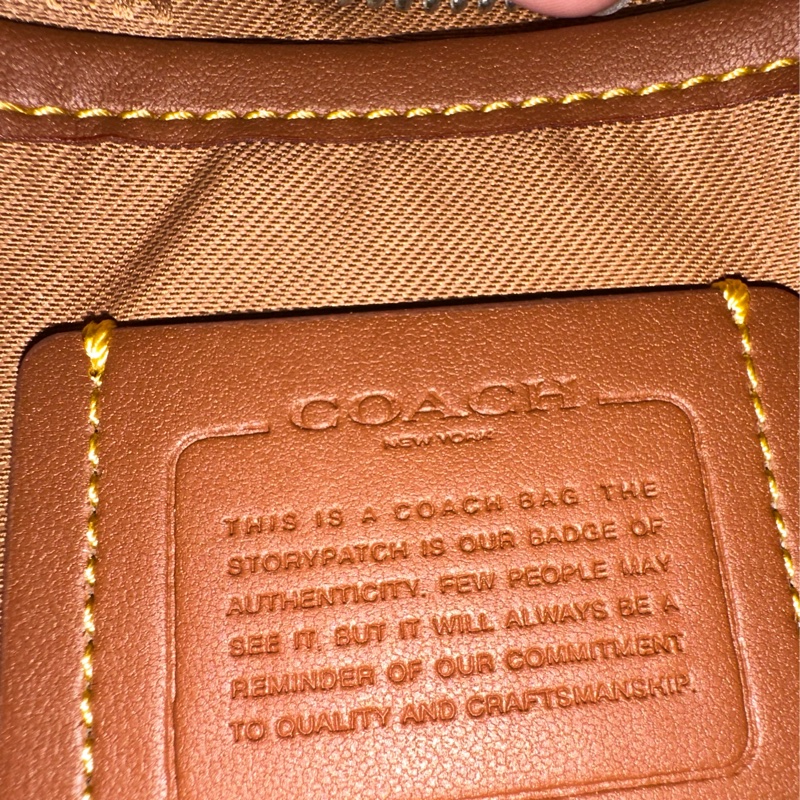 COACH
NEW YORK
THIS IS A COACH BAG THE
STORYPATCH IS OUR BADGE OF
AUTHENTICITY. FEW PEOPLE MAY
SEE IT, BUT IT WILL ALWAYS BE A
REMINDER OF OUR COMMITMENT
TO QUALITY AND CRAFTSMANSHIP.